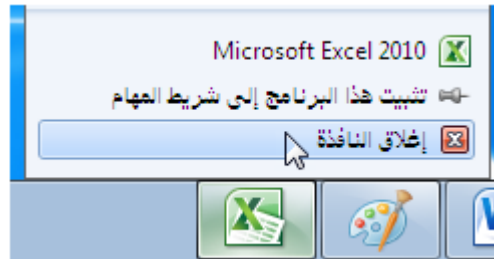 Microsoft Excel 2010
تثبيت هذا البرنامج إلى شريط المهام
إغلاق النافذة